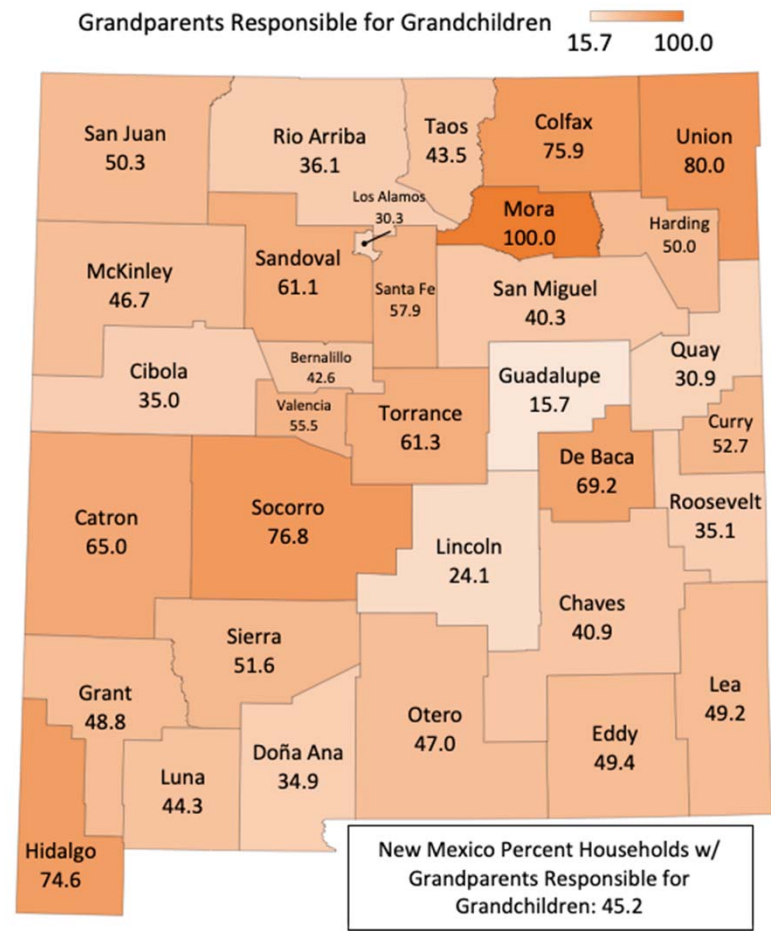 Grandparents Responsible for Grandchildren
15.7 100.0
San Juan
50.3
Rio Arriba
36.1
Taos
43.5
Colfax
75.9
Union
80.0
Los Alamos
30.3
Mora
100.0
Harding
50.0
McKinley
46.7
Sandoval
61.1
Santa Fe
57.9
San Miguel
40.3
Cibola
35.0
Bernalillo
42.6
Guadalupe
15.7
Quay
30.9
Valencia
55.5
Torrance
61.3
Curry
52.7
De Baca
69.2
Catron
65.0
Socorro
76.8
Lincoln
24.1
Roosevelt
35.1
Chaves
40.9
Sierra
51.6
Grant
48.8
Otero
47.0
Lea
49.2
Eddy
49.4
Doña Ana
34.9
Luna
44.3
Hidalgo
74.6
New Mexico Percent Households w/
Grandparents Responsible for
Grandchildren: 45.2